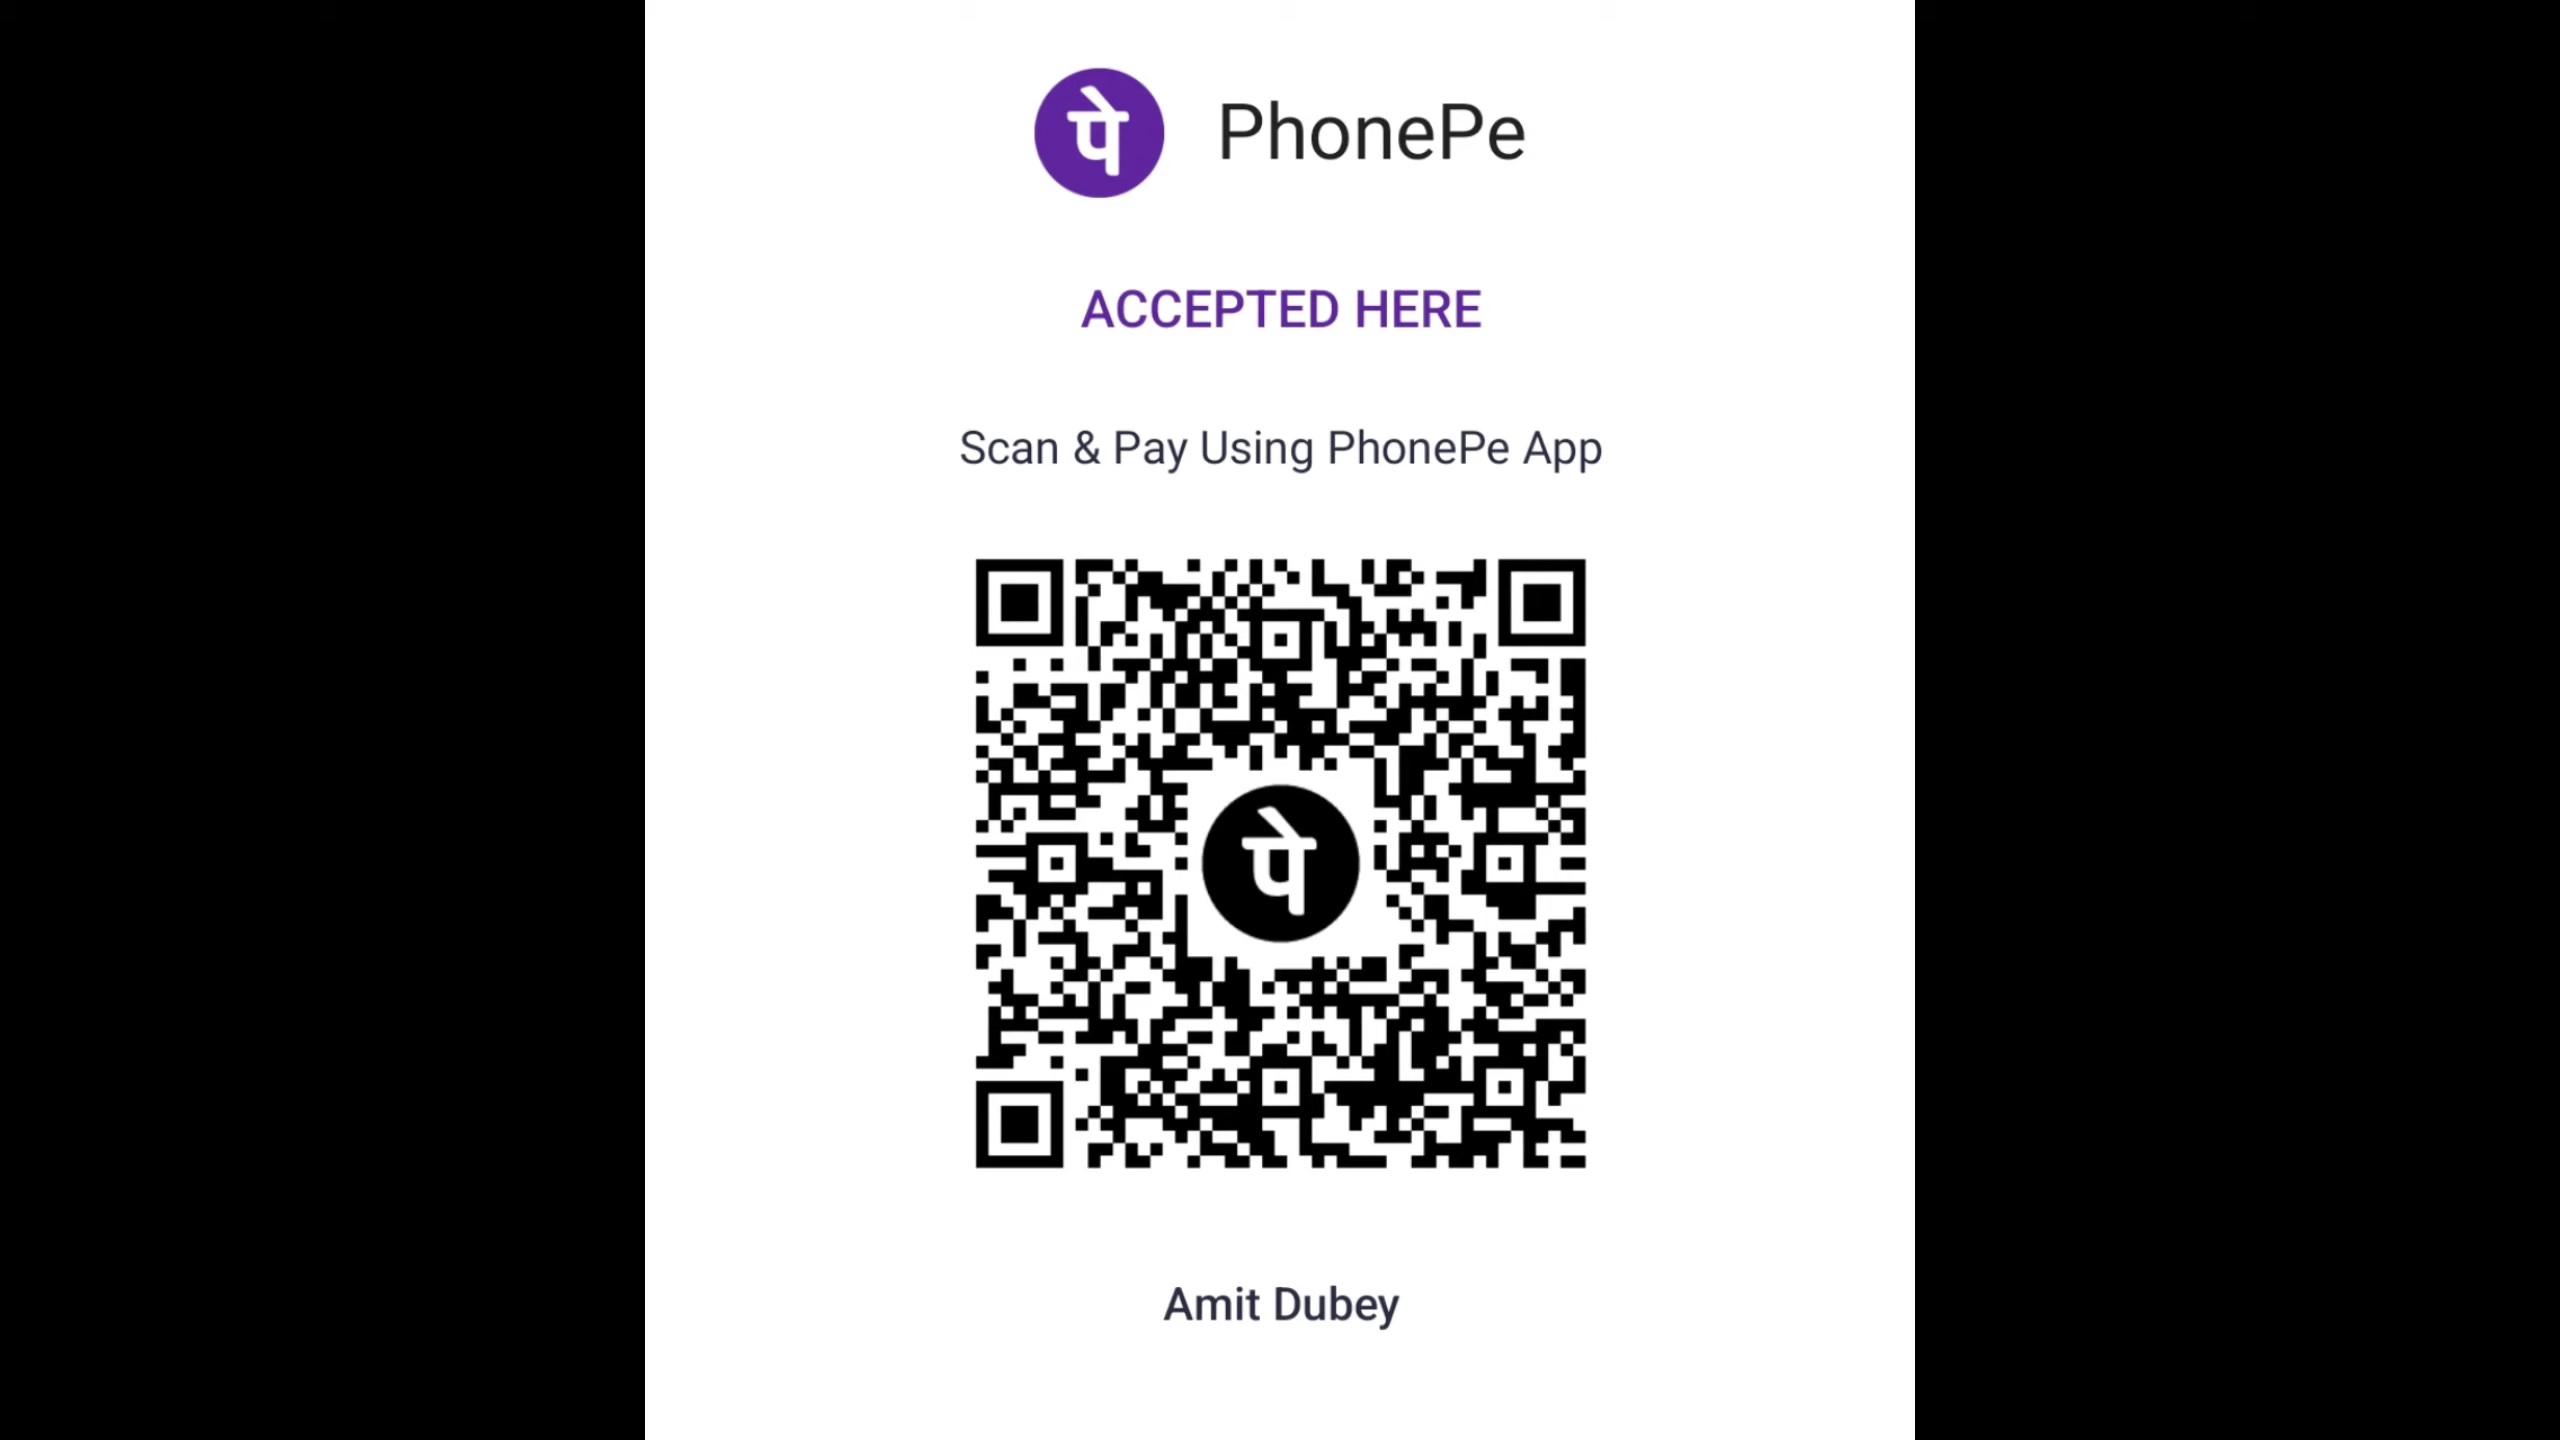 पे PhonePe
ACCEPTED HERE
Scan & Pay Using PhonePe App
पे
Amit Dubey